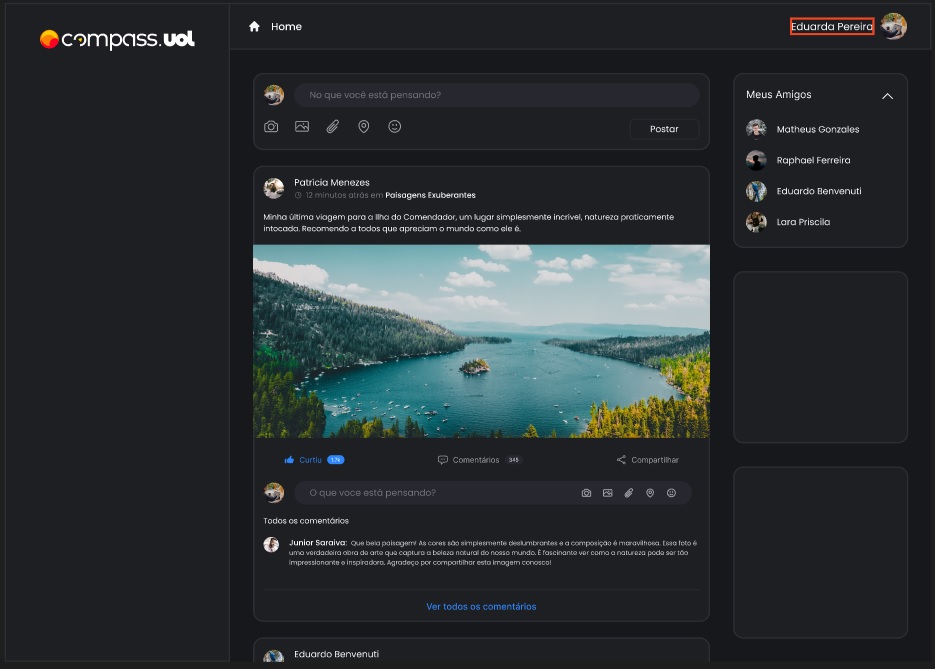 compass.uol
Home
Eduarda Pereira
No que você está pensando?
Postar
Patrícia Menezes
12 minutos atrás em Paisagens Exuberantes
Minha última viagem para a Ilha do Comendador, um lugar simplesmente incrível, natureza praticamente
intocada. Recomendo a todos que apreciam o mundo como ele é.
Curtiu 1.7k
Comentários 345
Compartilhar
O que voce está pensando?
Todos os comentários
Junior Saraiva: Que bela paisagem! As cores são simplesmente deslumbrantes e a composição é maravilhosa. Essa foto é
uma verdadeira obra de arte que captura a beleza natural do nosso mundo. É fascinante ver como a natureza pode ser tão
impressionante e inspiradora. Agradeço por compartilhar esta imagem conosco!
Ver todos os comentários
Eduardo Benvenuti
Meus Amigos
Matheus Gonzales
Raphael Ferreira
Eduardo Benvenuti
Lara Priscila